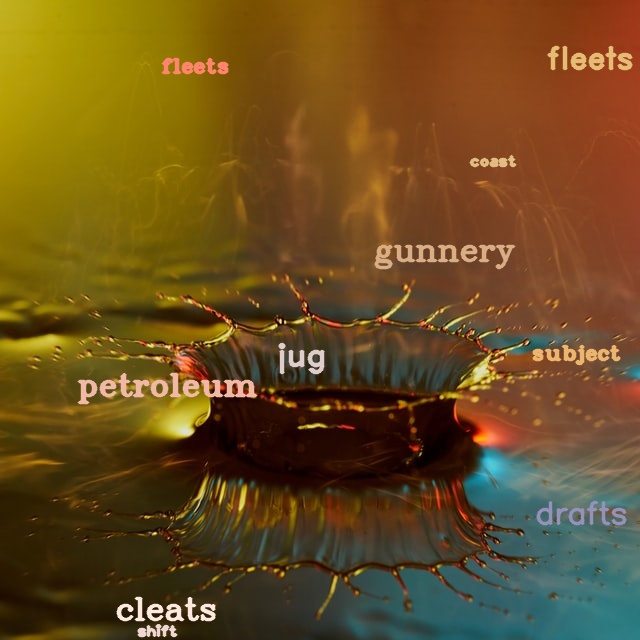 fleets
fleets
coast
gunnery
subject
jug
petroleum
drafts
cleats
shift